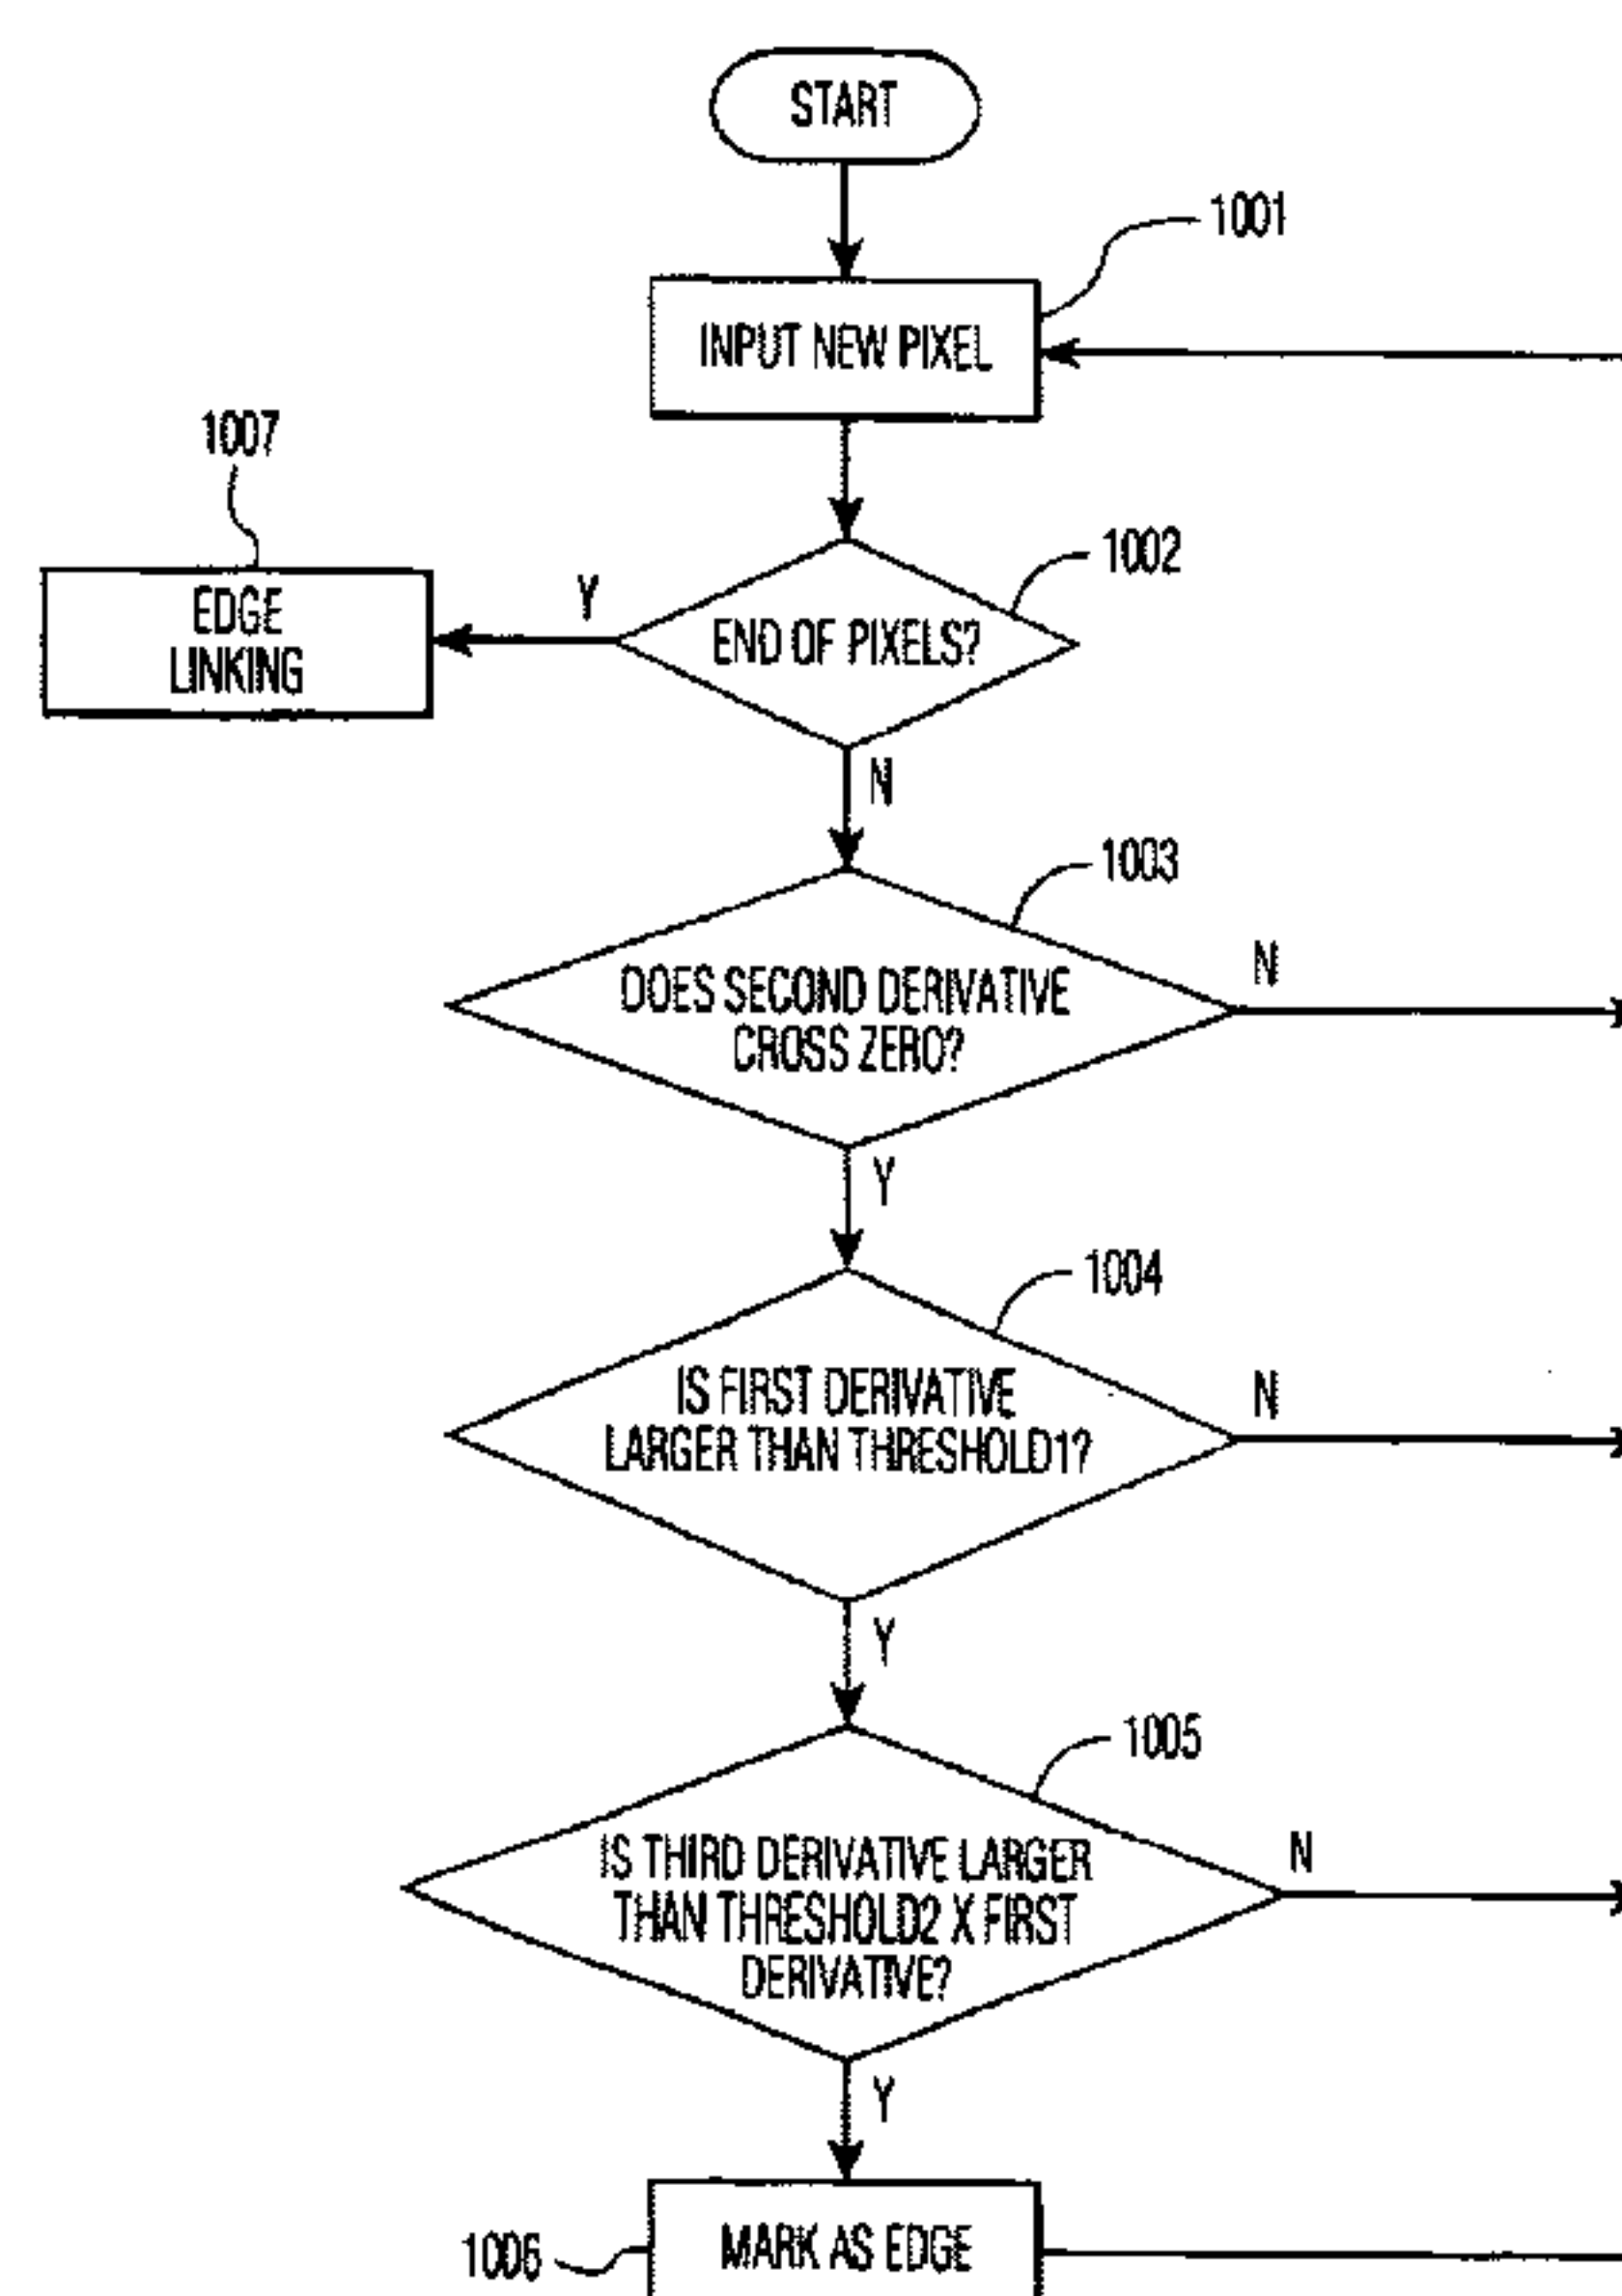 START
1001
INPUT NEW PIXEL
1007
1002
EDGE
LINKING
Y
END OF PIXELS?
N
1003
DOES SECOND DERIVATIVE
CROSS ZERO?
N
Y
1004
IS FIRST DERIVATIVE
LARGER THAN THRESHOLD1?
N
Y
1005
IS THIRD DERIVATIVE LARGER
THAN THRESHOLD2 X FIRST
DERIVATIVE?
N
Y
1006
MARK AS EDGE